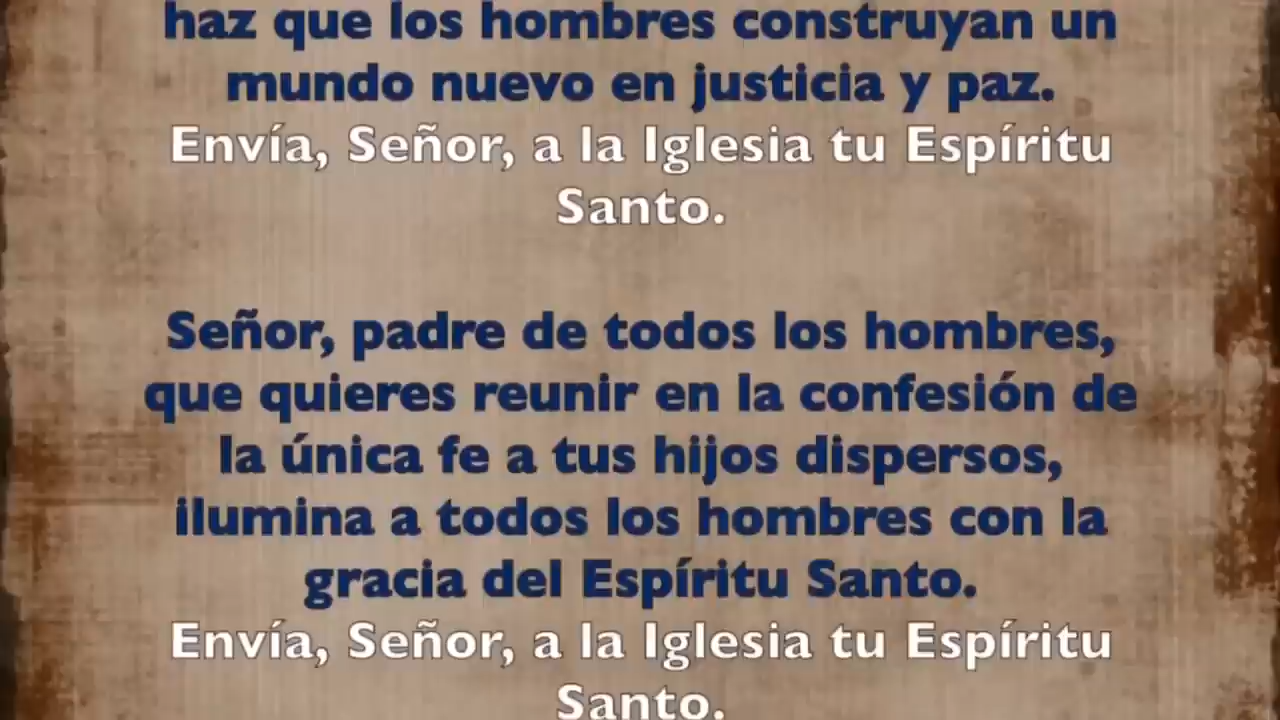 haz que los hombres construyan un
mundo nuevo en justicia y paz.
Envía, Señor, a la Iglesia tu Espíritu
Santo.
Señor, padre de todos los hombres,
que quieres reunir en la confesión de
la única fe a tus hijos dispersos,
ilumina a todos los hombres con la
gracia del Espíritu Santo.
Envía, Señor, a la Iglesia tu Espíritu
Santo.